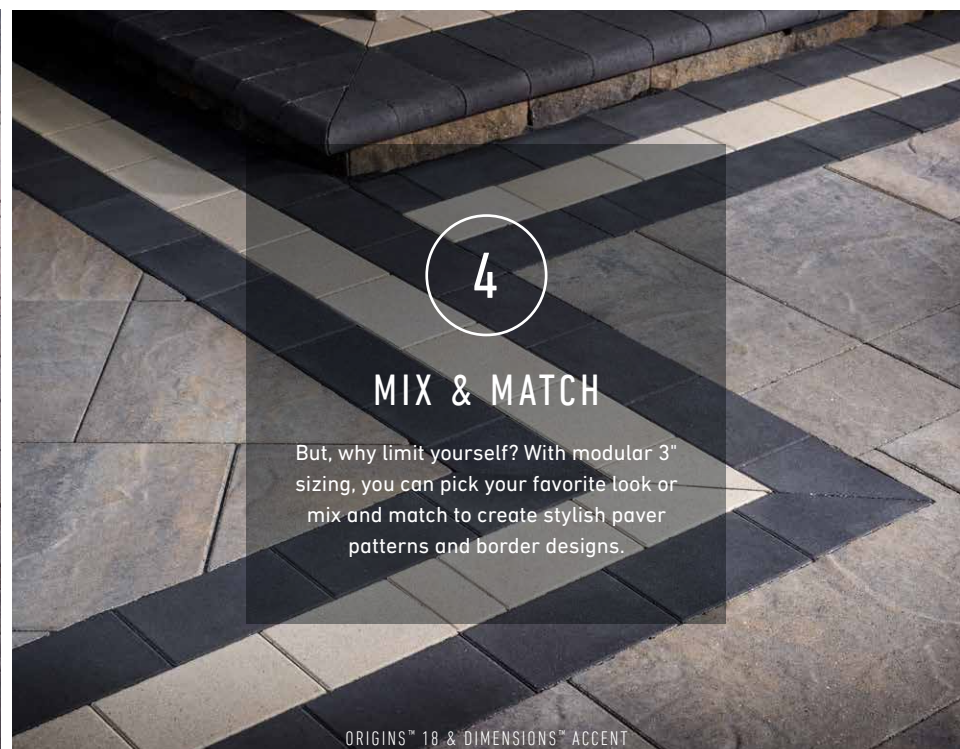 4
MIX & MATCH
But, why limit yourself? With modular 3"
sizing, you can pick your favorite look or
mix and match to create stylish paver
patterns and border designs.
ORIGINS™ 18 & DIMENSIONS™ ACCENT